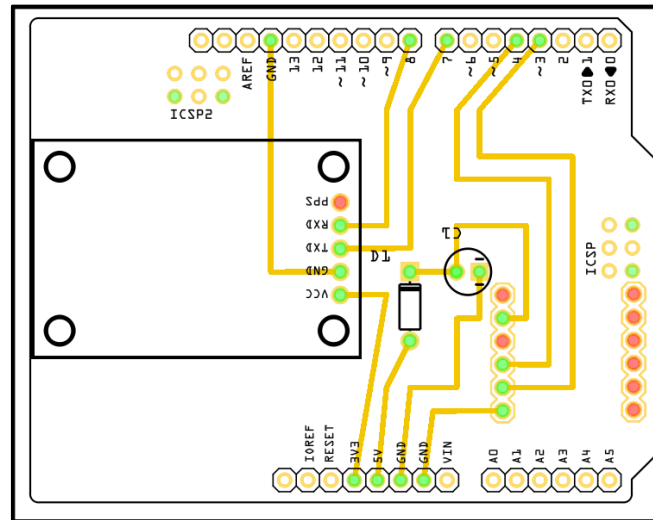 AREF
GND
13
12
~11
~10
~9
8
7
~6
~5
4
~3
2
TX0 1
RX0 0
ICSP2
PPS
RXD
TXD
GND
VCC
D1
C1
ICSP
IOREF
RESET
3V3
5V
GND
GND
VIN
A0
A1
A2
A3
A4
A5